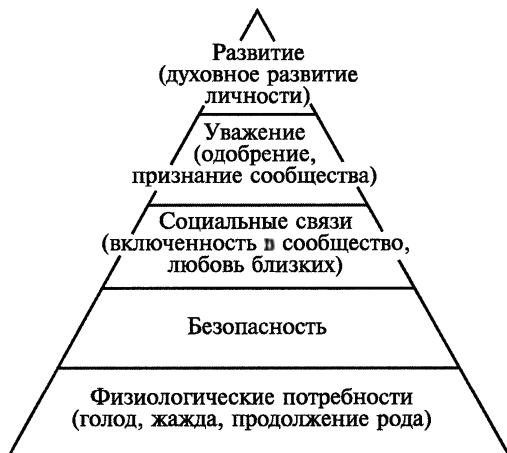 Развитие
(духовное развитие
личности)
Уважение
(одобрение,
признание сообщества)
Социальные связи
(включенность в сообщество,
любовь близких)
Безопасность
Физиологические потребности
(голод, жажда, продолжение рода)